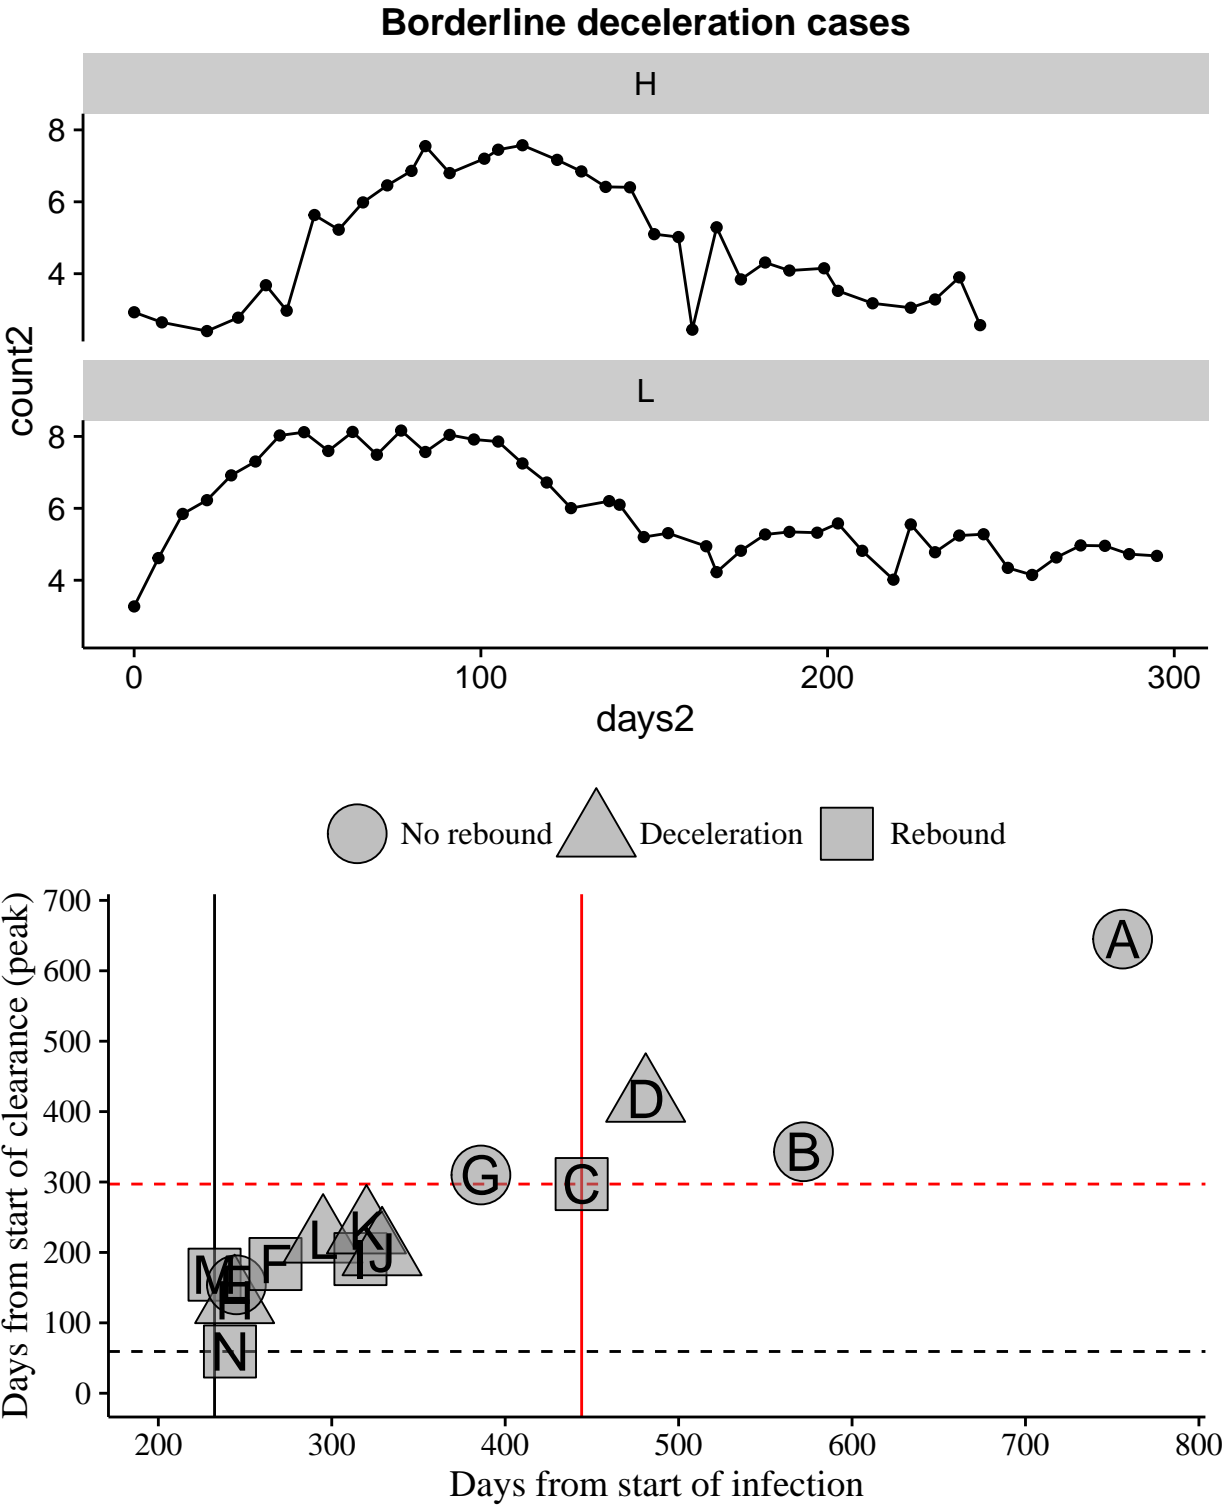 Borderline deceleration cases
H
8
6
4
count2
L
8
6
4
0 100 200 300
days2
No rebound Deceleration Rebound
700
600
500
400
300
200
100
0
Days from start of clearance (peak)
A
D
B
G
C
K
L
J
I
F
M
E
H
N
200 300 400 500 600 700 800
Days from start of infection